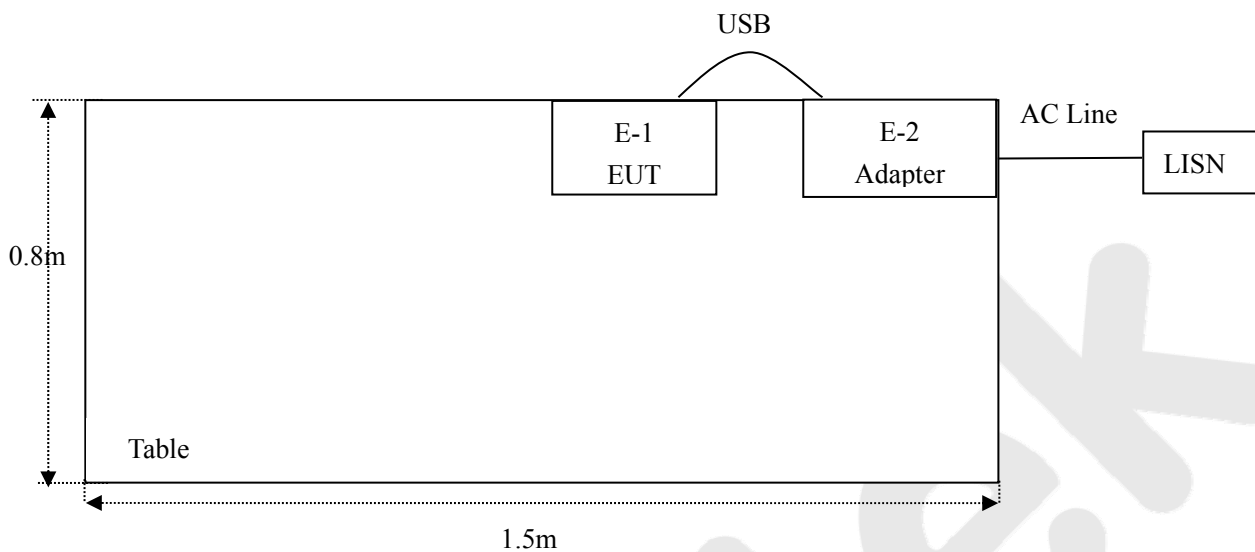 USB
E-1
EUT
E-2
Adapter
AC Line
LISN
0.8m
Table
1.5m